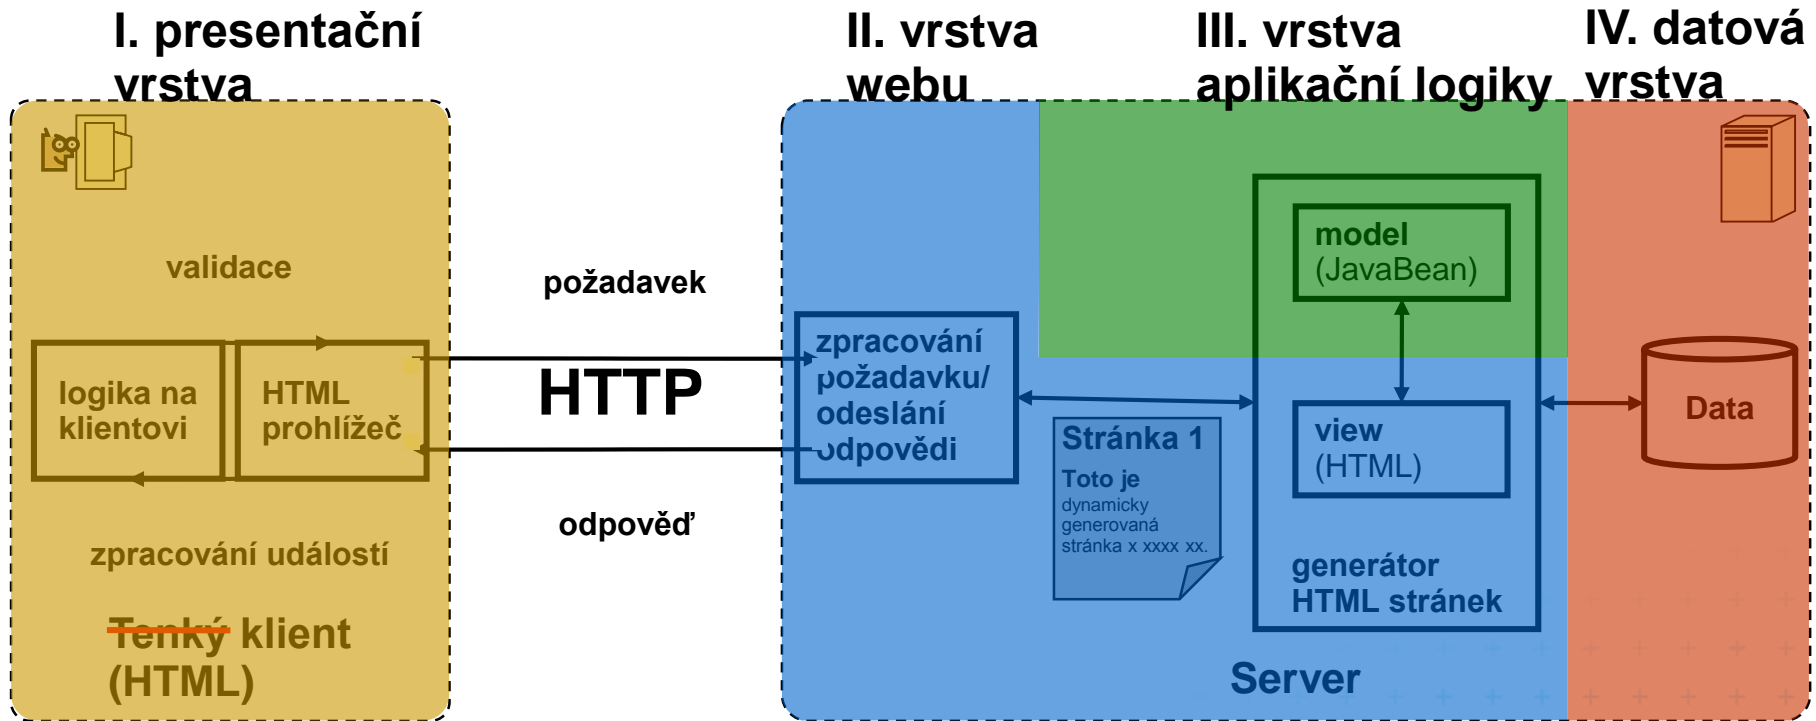 I. presentační
vrstva
II. vrstva
webu
III. vrstva
aplikační logiky
IV. datová
vrstva
validace
logika na
klientovi
HTML
prohlížeč
zpracování událostí
Tenký klient
(HTML)
požadavek
HTTP
odpověď
zpracování
požadavku/
odeslání
odpovědi
Stránka 1
Toto je
dynamicky
generovaná
stránka x xxxx xx.
model
(JavaBean)
view
(HTML)
generátor
HTML stránek
Server
Data